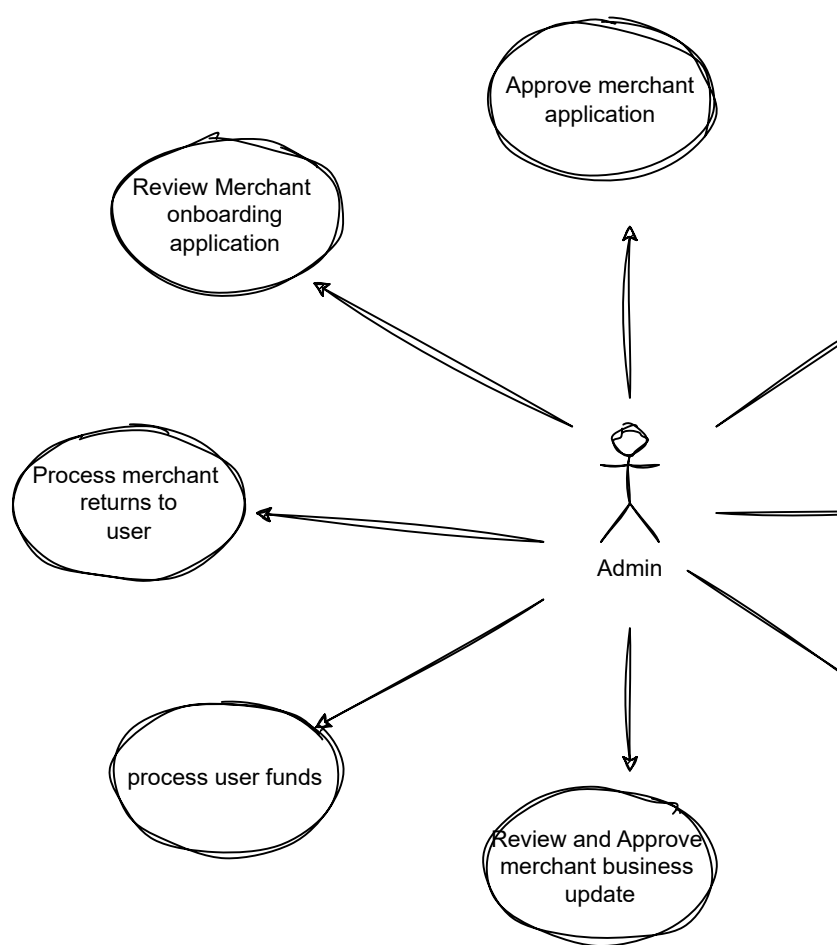 Approve merchant
application
Review Merchant
onboarding
application
Process merchant
returns to
user
Admin
process user funds
Review and Approve
merchant business
update